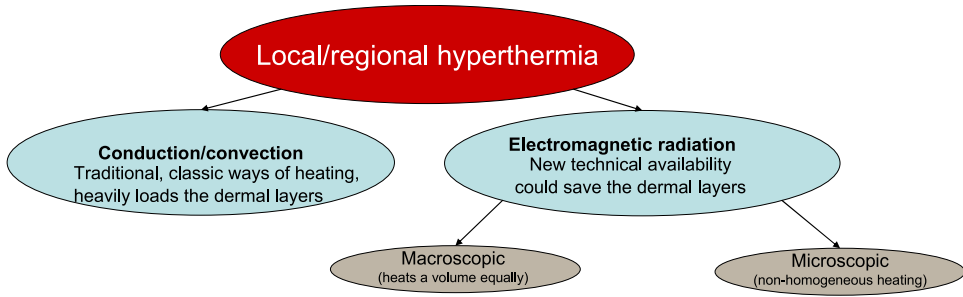 Local/regional hyperthermia
Conduction/convection
Traditional, classic ways of heating,
heavily loads the dermal layers
Electromagnetic radiation
New technical availability
could save the dermal layers
Macroscopic
(heats a volume equally)
Microscopic
(non-homogeneous heating)